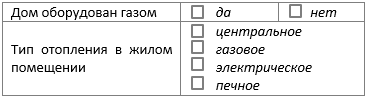 Дом оборудован газом ☐ да ☐ нет
Тип отопления в жилом помещении
☐ центральное
☐ газовое
☐ электрическое
☐ печное